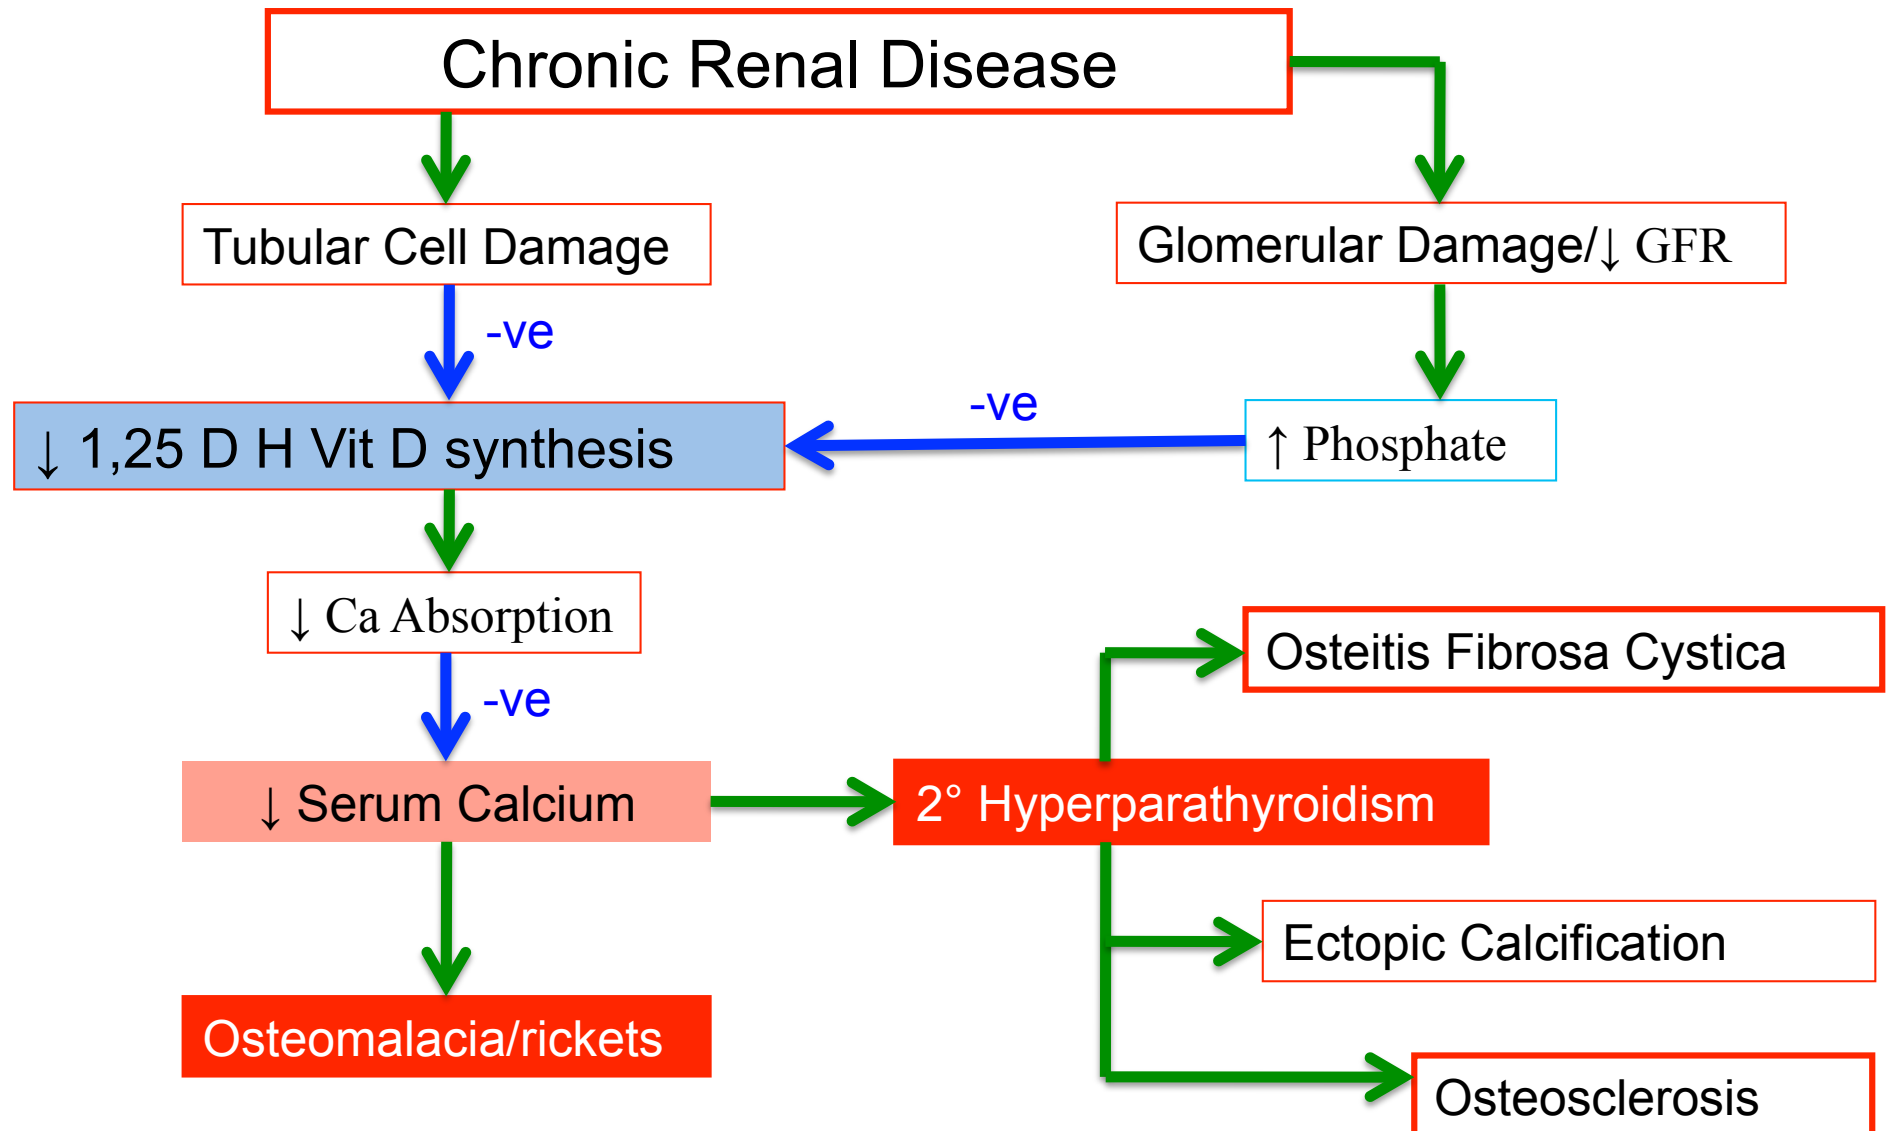 Chronic Renal Disease
Tubular Cell Damage
Glomerular Damage/↓ GFR
-ve
-ve
↓ 1,25 D H Vit D synthesis
↑ Phosphate
↓ Ca Absorption
Osteitis Fibrosa Cystica
-ve
↓ Serum Calcium
2° Hyperparathyroidism
Ectopic Calcification
Osteomalacia/rickets
Osteosclerosis